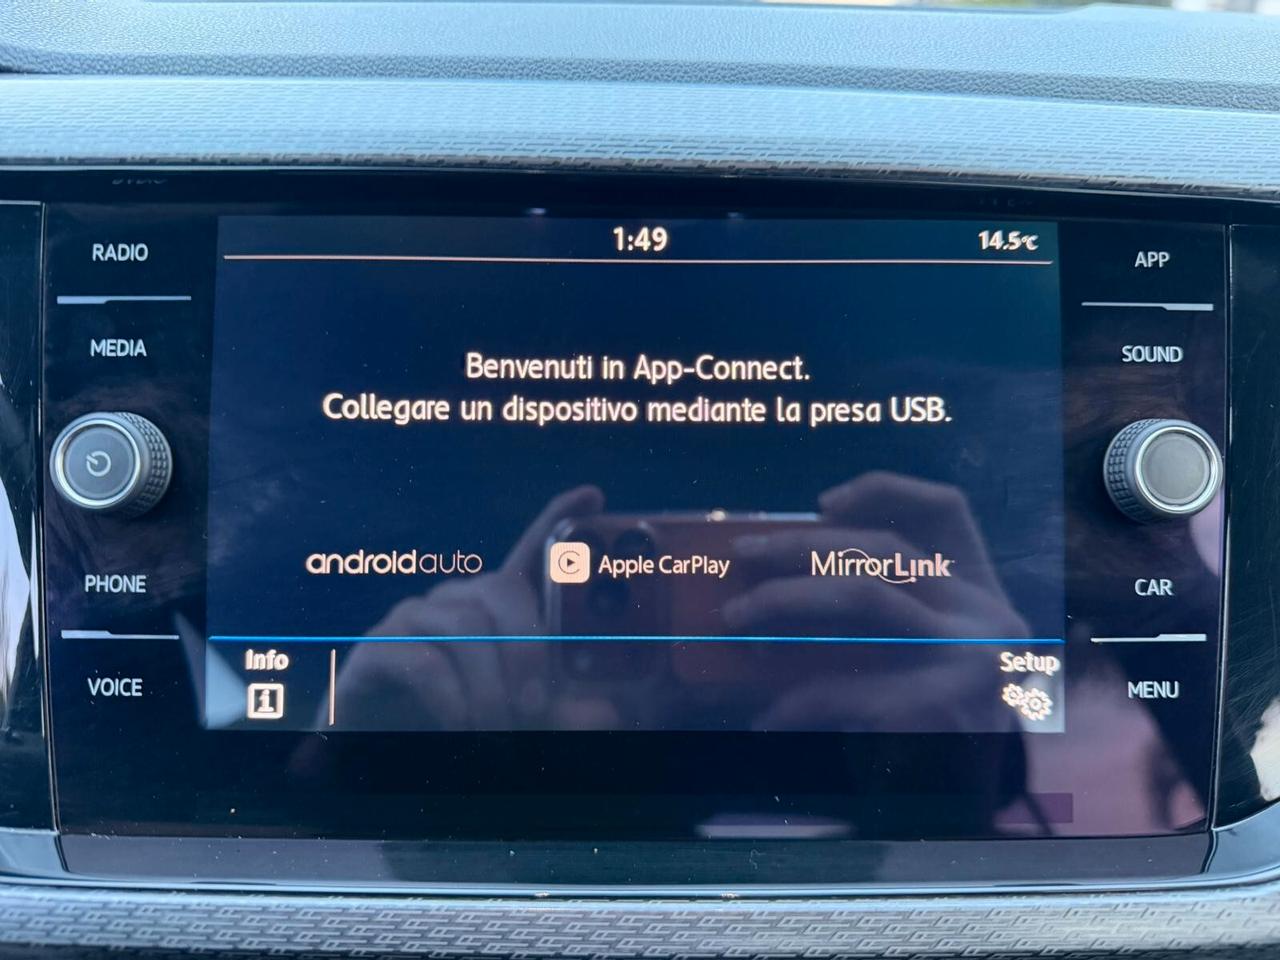 RADIO
MEDIA
PHONE
VOICE
1:49
14.5°C
Benvenuti in App-Connect.
Collegare un dispositivo mediante la presa USB.
androidauto
Apple CarPlay
MirrorLink
Info
i
Setup
APP
SOUND
CAR
MENU